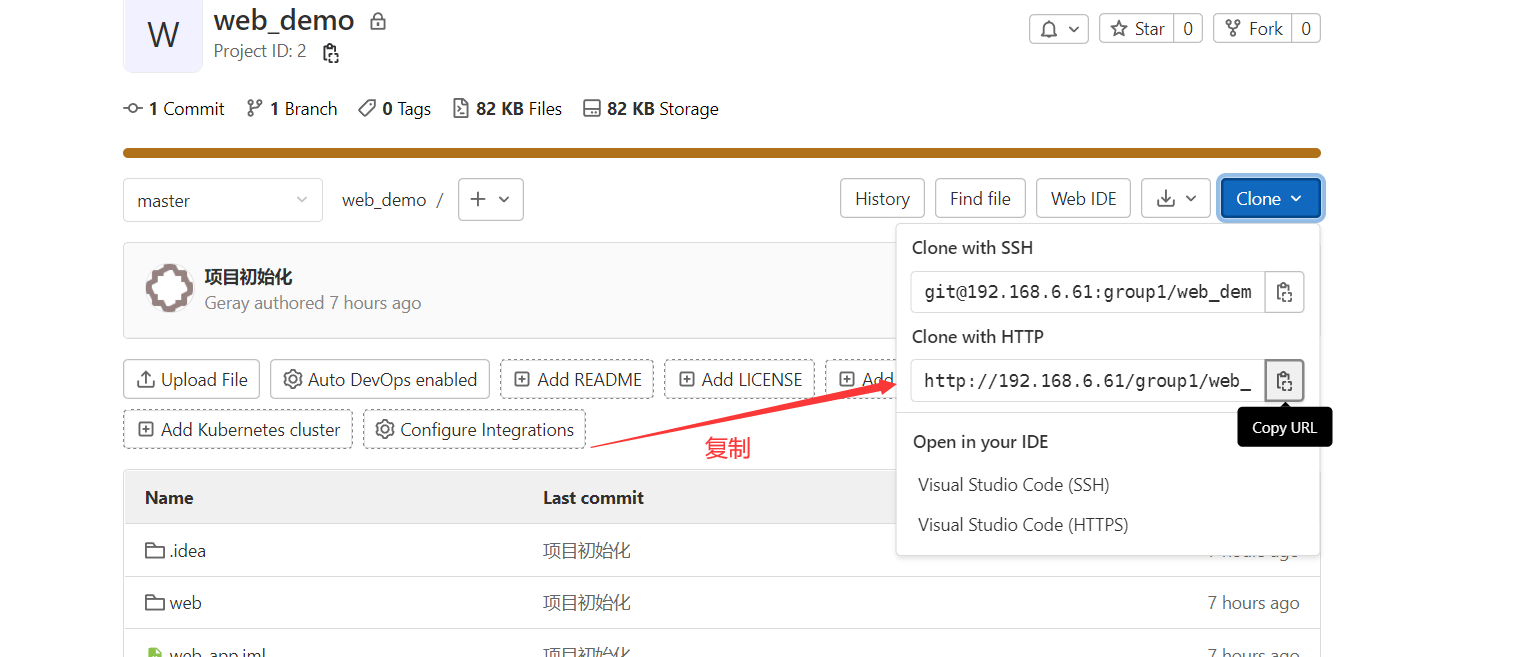 W
web_demo
Project ID: 2
Star 0
Fork 0
1 Commit 1 Branch 0 Tags 82 KB Files 82 KB Storage
master
web_demo /
History
Find file
Web IDE
Clone
项目初始化
Geray authored 7 hours ago
Clone with SSH
git@192.168.6.61:group1/web_dem
Clone with HTTP
http://192.168.6.61/group1/web_
Copy URL
Open in your IDE
Visual Studio Code (SSH)
Visual Studio Code (HTTPS)
Upload File
Auto DevOps enabled
Add README
Add LICENSE
Add
Add Kubernetes cluster
Configure Integrations
复制
Name Last commit
.idea 项目初始化 7 hours ago
web 项目初始化 7 hours ago
web_app.iml 项目初始化 7 hours ago